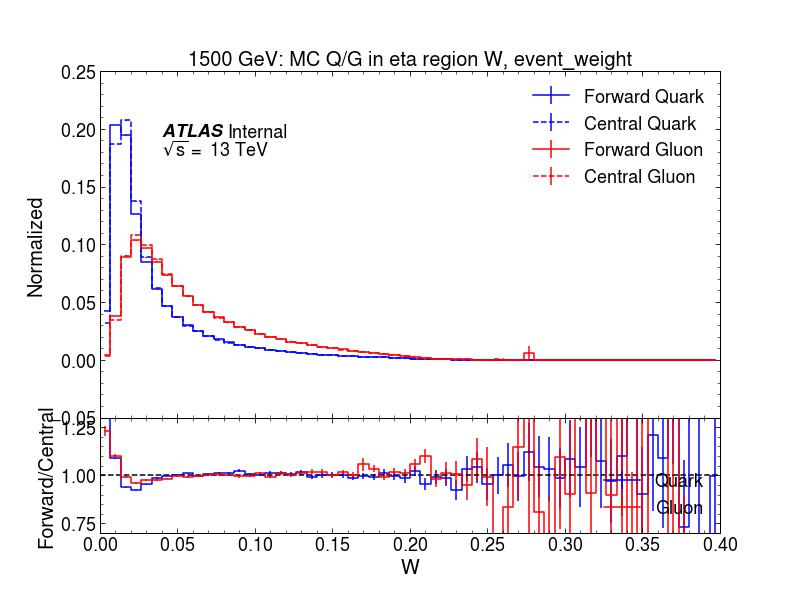 1500 GeV: MC Q/G in eta region W, event_weight
0.25
0.20
0.15
0.10
0.05
0.00
0.05
Normalized
ATLAS Internal
√s = 13 TeV
Forward Quark
Central Quark
Forward Gluon
Central Gluon
1.25
1.00
0.75
Forward/Central
Quark
Gluon
0.00 0.05 0.10 0.15 0.20 0.25 0.30 0.35 0.40
W